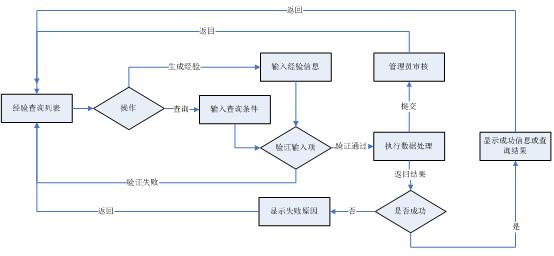 返回
返回
生成经验
输入经验信息
管理员审核
经验查询列表
操作
查询
输入查询条件
提交
验证输入项
验证通过
执行数据处理
显示成功信息或查
询结果
验证失败
返回结果
返回
显示失败原因
否
是否成功
是